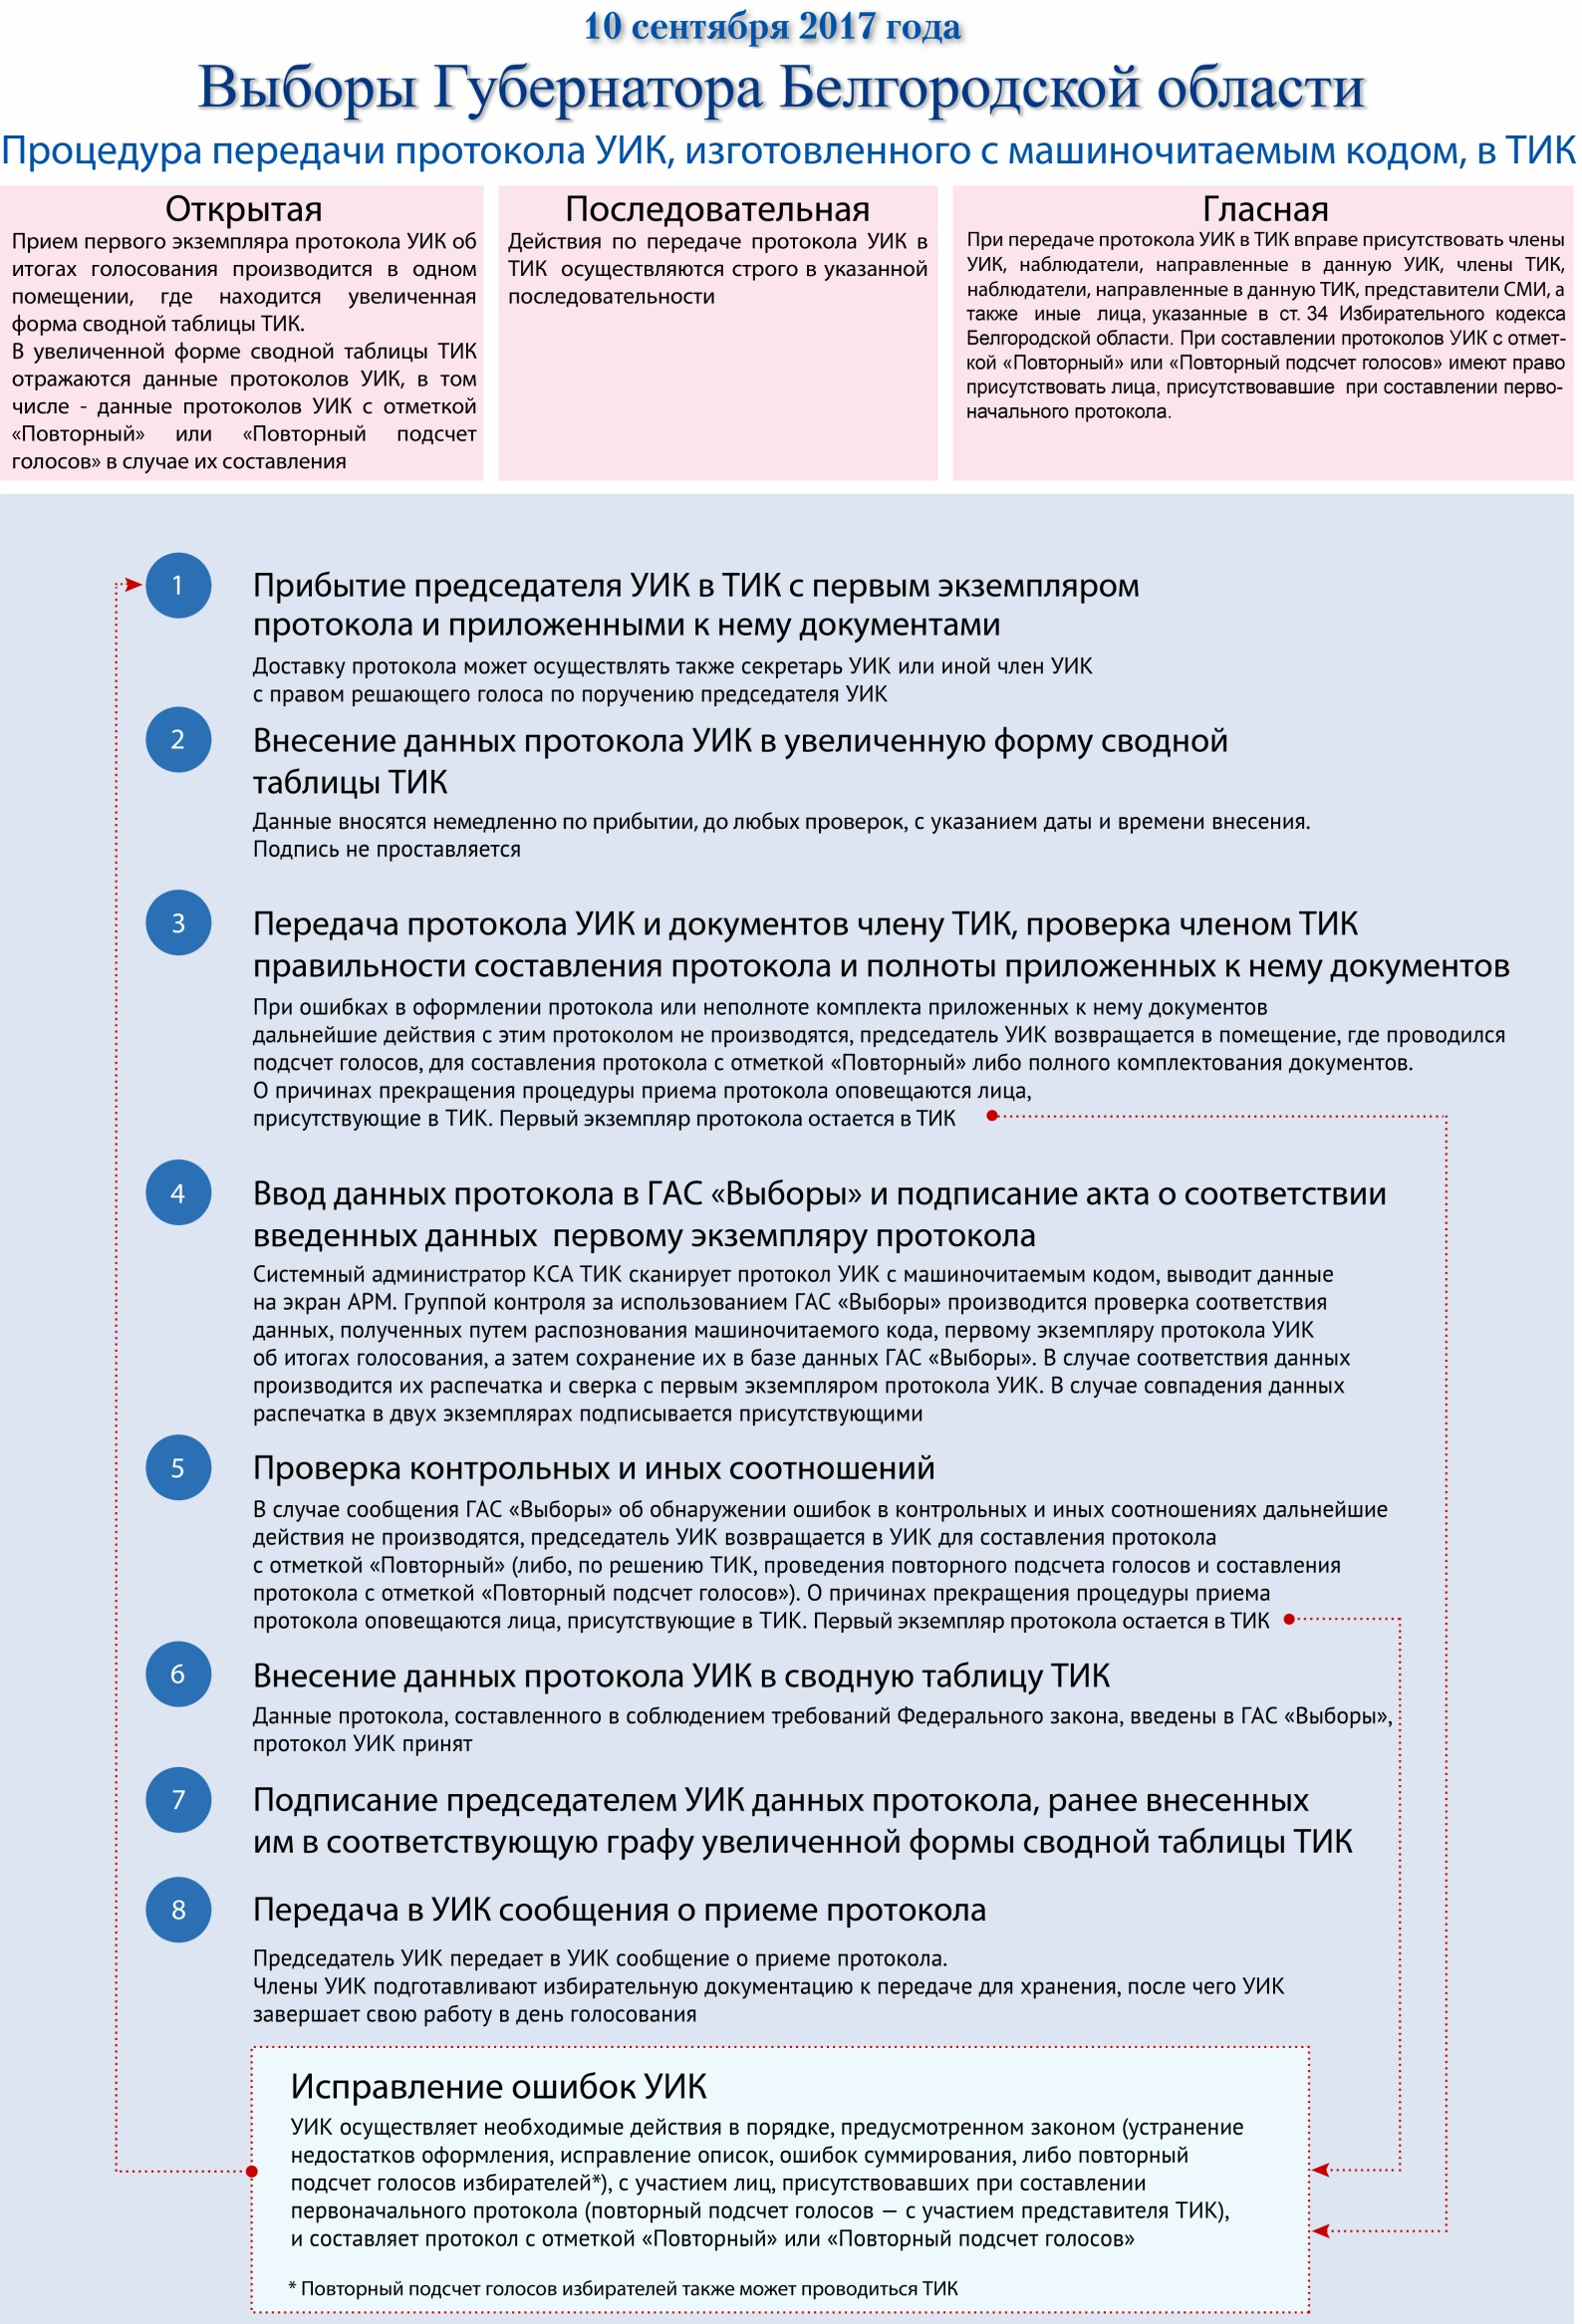 10 сентября 2017 года
Выборы Губернатора Белгородской области
Процедура передачи протокола УИК, изготовленного с машиночитаемым кодом, в ТИК
Открытая
Прием первого экземпляра протокола УИК об
итогах голосования производится в одном
помещении, где находится увеличенная
форма сводной таблицы ТИК.
В увеличенной форме сводной таблицы ТИК
отражаются данные протоколов УИК, в том
числе - данные протоколов УИК с отметкой
«Повторный» или «Повторный подсчет
голосов» в случае их составления
Последовательная
Действия по передаче протокола УИК в
ТИК осуществляются строго в указанной
последовательности
Гласная
При передаче протокола УИК в ТИК вправе присутствовать члены
УИК, наблюдатели, направленные в данную УИК, члены ТИК,
наблюдатели, направленные в данную ТИК, представители СМИ, а
также иные лица, указанные в ст. 34 Избирательного кодекса
Белгородской области. При составлении протоколов УИК с отмет-
кой «Повторный» или «Повторный подсчет голосов» имеют право
присутствовать лица, присутствовавшие при составлении перво-
начального протокола.
1
Прибытие председателя УИК в ТИК с первым экземпляром
протокола и приложенными к нему документами
Доставку протокола может осуществлять также секретарь УИК или иной член УИК
с правом решающего голоса по поручению председателя УИК
2
Внесение данных протокола УИК в увеличенную форму сводной
таблицы ТИК
Данные вносятся немедленно по прибытии, до любых проверок, с указанием даты и времени внесения.
Подпись не проставляется
3
Передача протокола УИК и документов члену ТИК, проверка членом ТИК
правильности составления протокола и полноты приложенных к нему документов
При ошибках в оформлении протокола или неполноте комплекта приложенных к нему документов
дальнейшие действия с этим протоколом не производятся, председатель УИК возвращается в помещение, где проводился
подсчет голосов, для составления протокола с отметкой «Повторный» либо полного комплектования документов.
О причинах прекращения процедуры приема протокола оповещаются лица,
присутствующие в ТИК. Первый экземпляр протокола остается в ТИК
4
Ввод данных протокола в ГАС «Выборы» и подписание акта о соответствии
введенных данных первому экземпляру протокола
Системный администратор КСА ТИК сканирует протокол УИК с машиночитаемым кодом, выводит данные
на экран АРМ. Группой контроля за использованием ГАС «Выборы» производится проверка соответствия
данных, полученных путем распознования машиночитаемого кода, первому экземпляру протокола УИК
об итогах голосования, а затем сохранение их в базе данных ГАС «Выборы». В случае соответствия данных
производится их распечатка и сверка с первым экземпляром протокола УИК. В случае совпадения данных
распечатка в двух экземплярах подписывается присутствующими
5
Проверка контрольных и иных соотношений
В случае сообщения ГАС «Выборы» об обнаружении ошибок в контрольных и иных соотношениях дальнейшие
действия не производятся, председатель УИК возвращается в УИК для составления протокола
с отметкой «Повторный» (либо, по решению ТИК, проведения повторного подсчета голосов и составления
протокола с отметкой «Повторный подсчет голосов»). О причинах прекращения процедуры приема
протокола оповещаются лица, присутствующие в ТИК. Первый экземпляр протокола остается в ТИК
6
Внесение данных протокола УИК в сводную таблицу ТИК
Данные протокола, составленного в соблюдением требований Федерального закона, введены в ГАС «Выборы»,
протокол УИК принят
7
Подписание председателем УИК данных протокола, ранее внесенных
им в соответствующую графу увеличенной формы сводной таблицы ТИК
8
Передача в УИК сообщения о приеме протокола
Председатель УИК передает в УИК сообщение о приеме протокола.
Члены УИК подготавливают избирательную документацию к передаче для хранения, после чего УИК
завершает свою работу в день голосования
Исправление ошибок УИК
УИК осуществляет необходимые действия в порядке, предусмотренном законом (устранение
недостатков оформления, исправление описок, ошибок суммирования, либо повторный
подсчет голосов избирателей*), с участием лиц, присутствовавших при составлении
первоначального протокола (повторный подсчет голосов — с участием представителя ТИК),
и составляет протокол с отметкой «Повторный» или «Повторный подсчет голосов»
* Повторный подсчет голосов избирателей также может проводиться ТИК